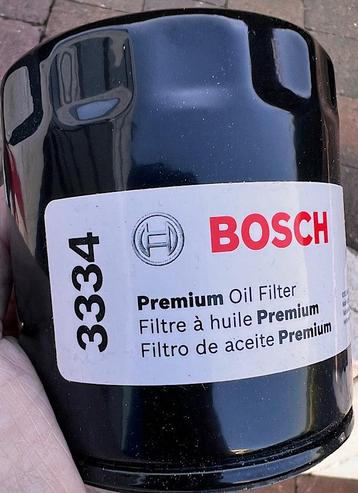 3334
BOSCH
Premium Oil Filter
Filtre à huile Premium
Filtro de aceite Premium